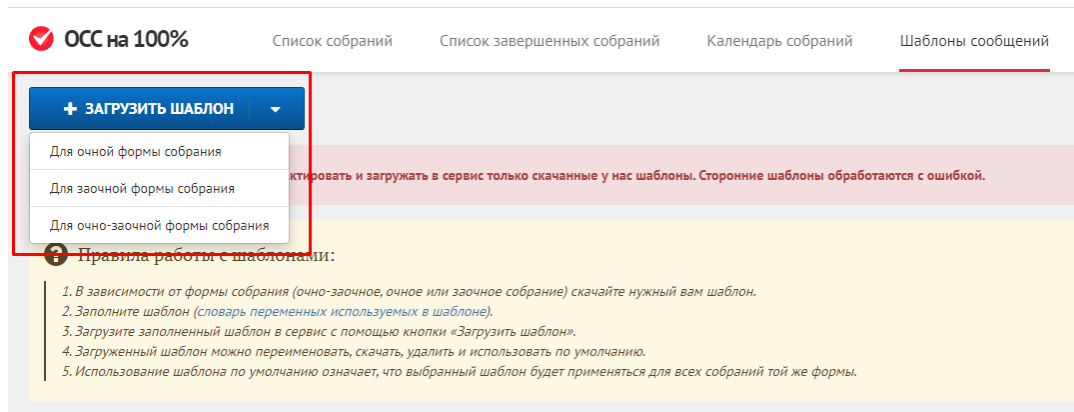 ОСС на 100%
Список собраний
Список завершенных собраний
Календарь собраний
Шаблоны сообщений
+ ЗАГРУЗИТЬ ШАБЛОН
Для очной формы собрания
Для заочной формы собрания
Для очно-заочной формы собрания
ктировать и загружать в сервис только скачанные у нас шаблоны. Сторонние шаблоны обработаются с ошибкой.
? Правила работы с шаблонами:
1. В зависимости от формы собрания (очно-заочное, очное или заочное собрание) скачайте нужный вам шаблон.
2. Заполните шаблон (словарь переменных используемых в шаблоне).
3. Загрузите заполненный шаблон в сервис с помощью кнопки «Загрузить шаблон».
4. Загруженный шаблон можно переименовать, скачать, удалить и использовать по умолчанию.
5. Использование шаблона по умолчанию означает, что выбранный шаблон будет применяться для всех собраний той же формы.